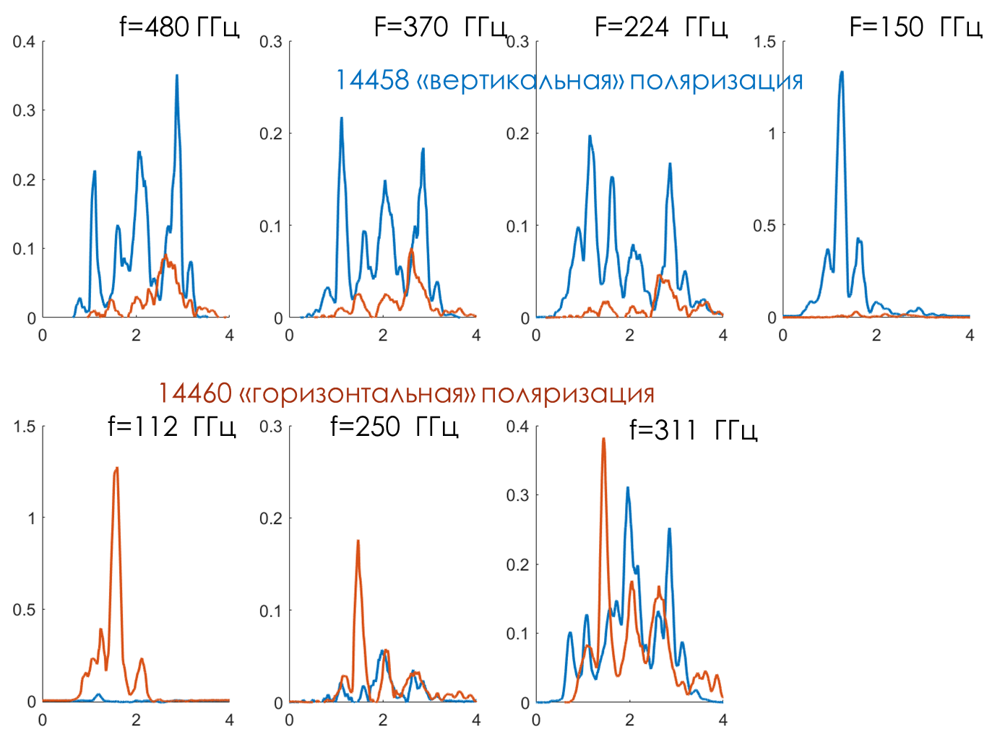 f=480 ГГц F=370 ГГц F=224 ГГц F=150 ГГц
0.4 0.3 0.3 1.5
14458 «вертикальная» поляризация
0.3
0.2 0.2 1
0.2
0.1 0.1 0.5
0.1
0 0 0 0
0 2 4 0 2 4 0 2 4 0 2 4
14460 «горизонтальная» поляризация
f=112 ГГц f=250 ГГц f=311 ГГц
1.5 0.3 0.4
0.3
1 0.2
0.2
0.5 0.1
0.1
0 0 0
0 2 4 0 2 4 0 2 4